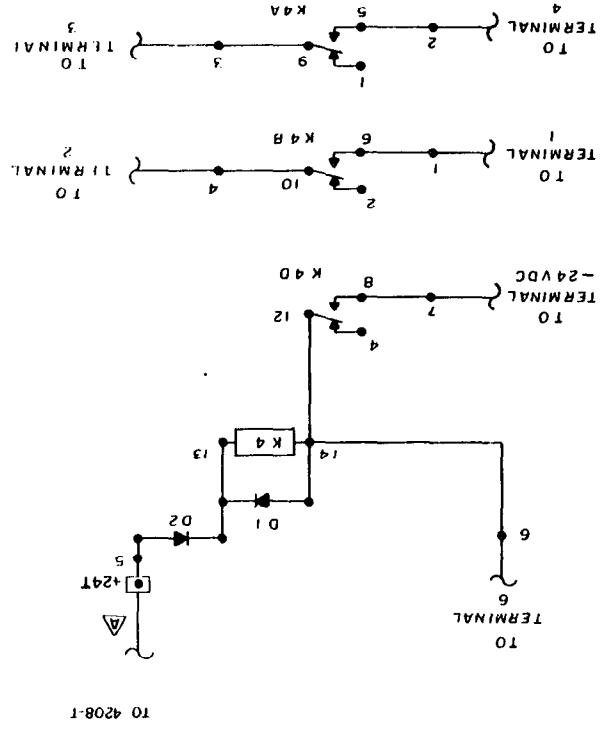 TO 4208-1
TO
TERMINAL
6
A
+24T
5
6
D2
D1
14
K4
13
4
12
7
8
TO
TERMINAL
-24VDC
K4D
2
10
4
1
6
TO
TERMINAL
1
K4B
TO
TERMINAL
2
1
9
3
2
5
TO
TERMINAL
4
K4A
TO
TERMINAL
3